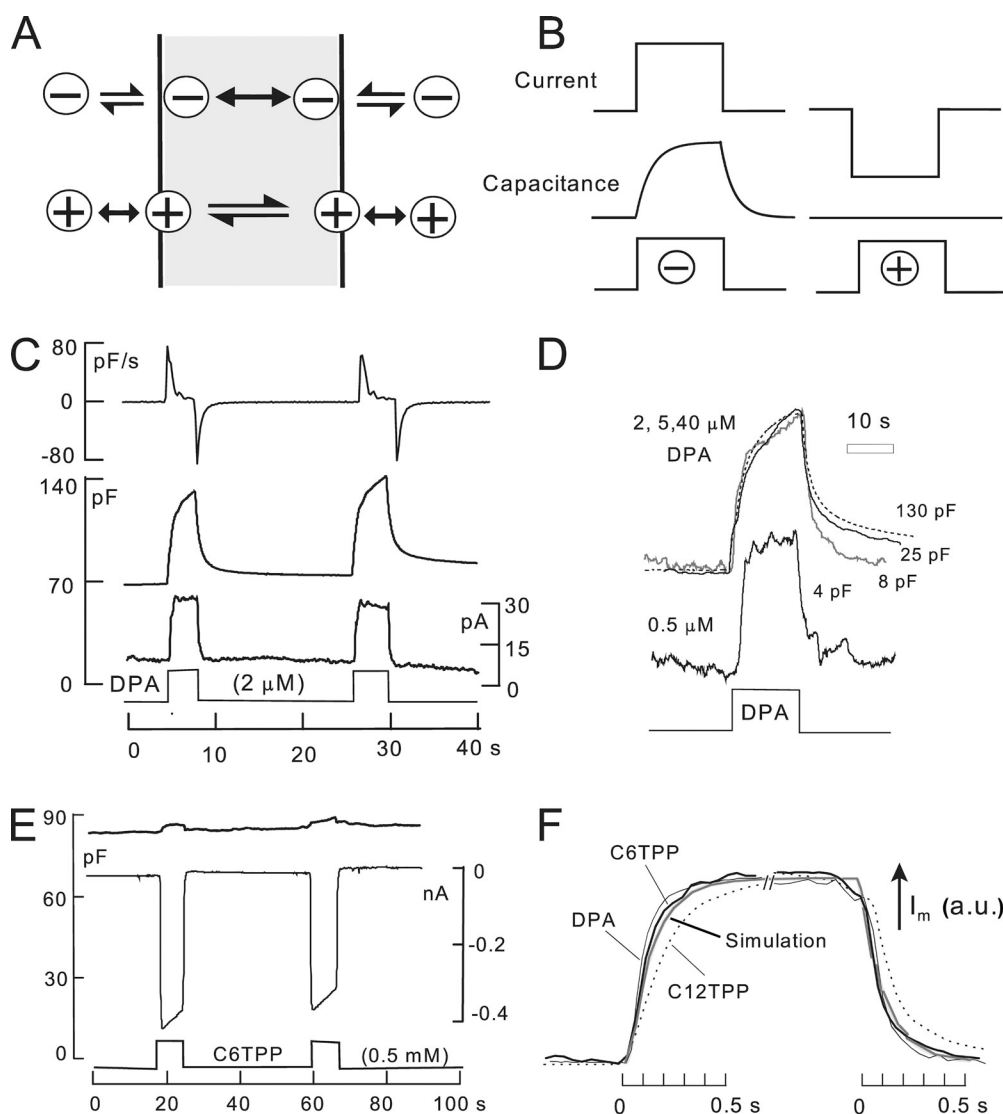 A
B
− − − −
+ + + +
Current
Capacitance
− +
C
80
pF/s
0
-80
140
pF
70
0
30
pA
15
0
DPA (2 μM)
0 10 20 30 40 s
D
2, 5,40 μM
DPA
10 s
130 pF
25 pF
8 pF
4 pF
0.5 μM
DPA
E
90
pF
60
30
0
0
nA
-0.2
-0.4
C6TPP (0.5 mM)
0 20 40 60 80 100 s
F
C6TPP
DPA
Simulation
C12TPP
Im (a.u.)
0 0.5 s 0 0.5 s